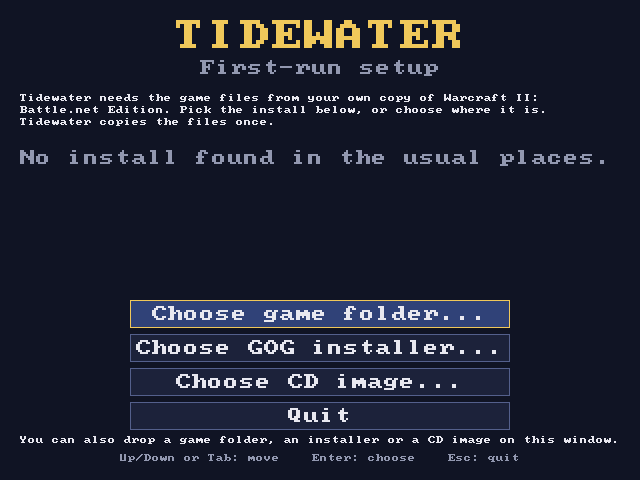 TIDEWATER
First-run setup
Tidewater needs the game files from your own copy of Warcraft II:
Battle.net Edition. Pick the install below, or choose where it is.
Tidewater copies the files once.
No install found in the usual places.
Choose game folder...
Choose GOG installer...
Choose CD image...
Quit
You can also drop a game folder, an installer or a CD image on this window.
Up/Down or Tab: move    Enter: choose    Esc: quit